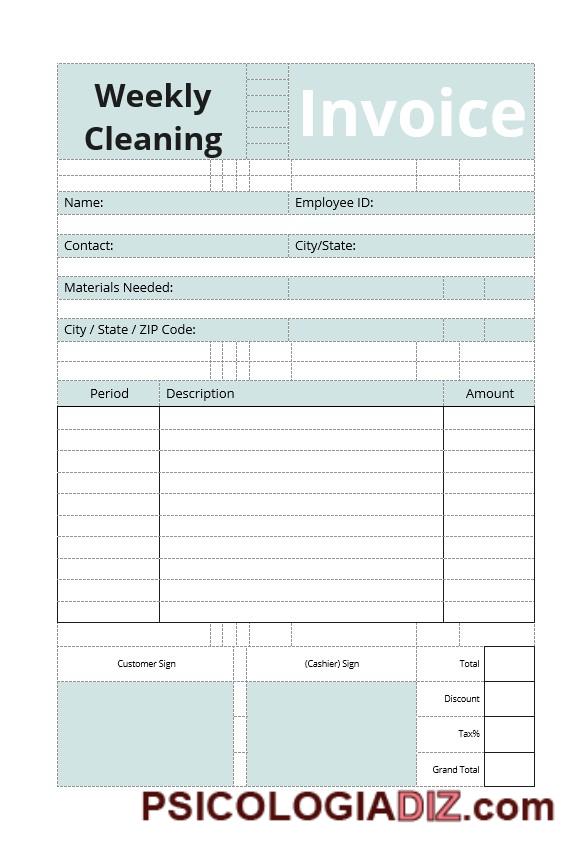 Weekly
Cleaning
Invoice
Name: Employee ID:
Contact: City/State:
Materials Needed:
City / State / ZIP Code:
Period Description Amount
Customer Sign (Cashier) Sign Total
Discount
Tax%
Grand Total
PSICOLOGIADIZ.com